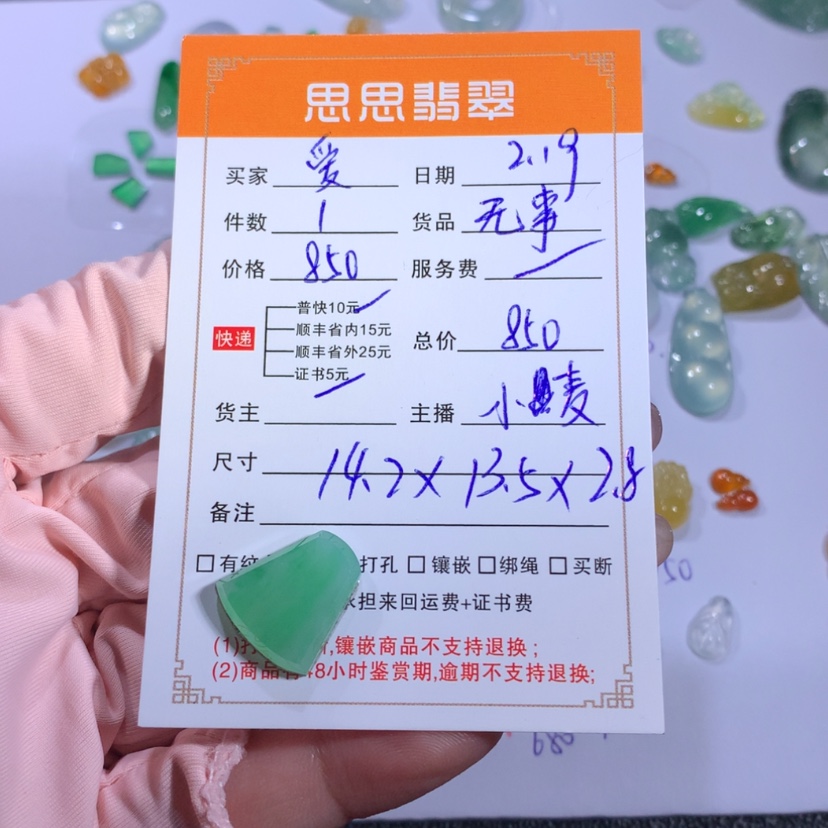 思思翡翠
买家 爱 日期 2.19
件数 1 货品 无事
价格 850 服务费
快递 普快10元
顺丰省内15元
顺丰省外25元
证书5元
总价 850
货主 主播 小麦
尺寸 14.2×13.5×2.8
备注
□有纹 打孔 □镶嵌 □绑绳 □买断
担来回运费+证书费
(1)打 ,镶嵌商品不支持退换;
(2)商品有48小时鉴赏期,逾期不支持退换;